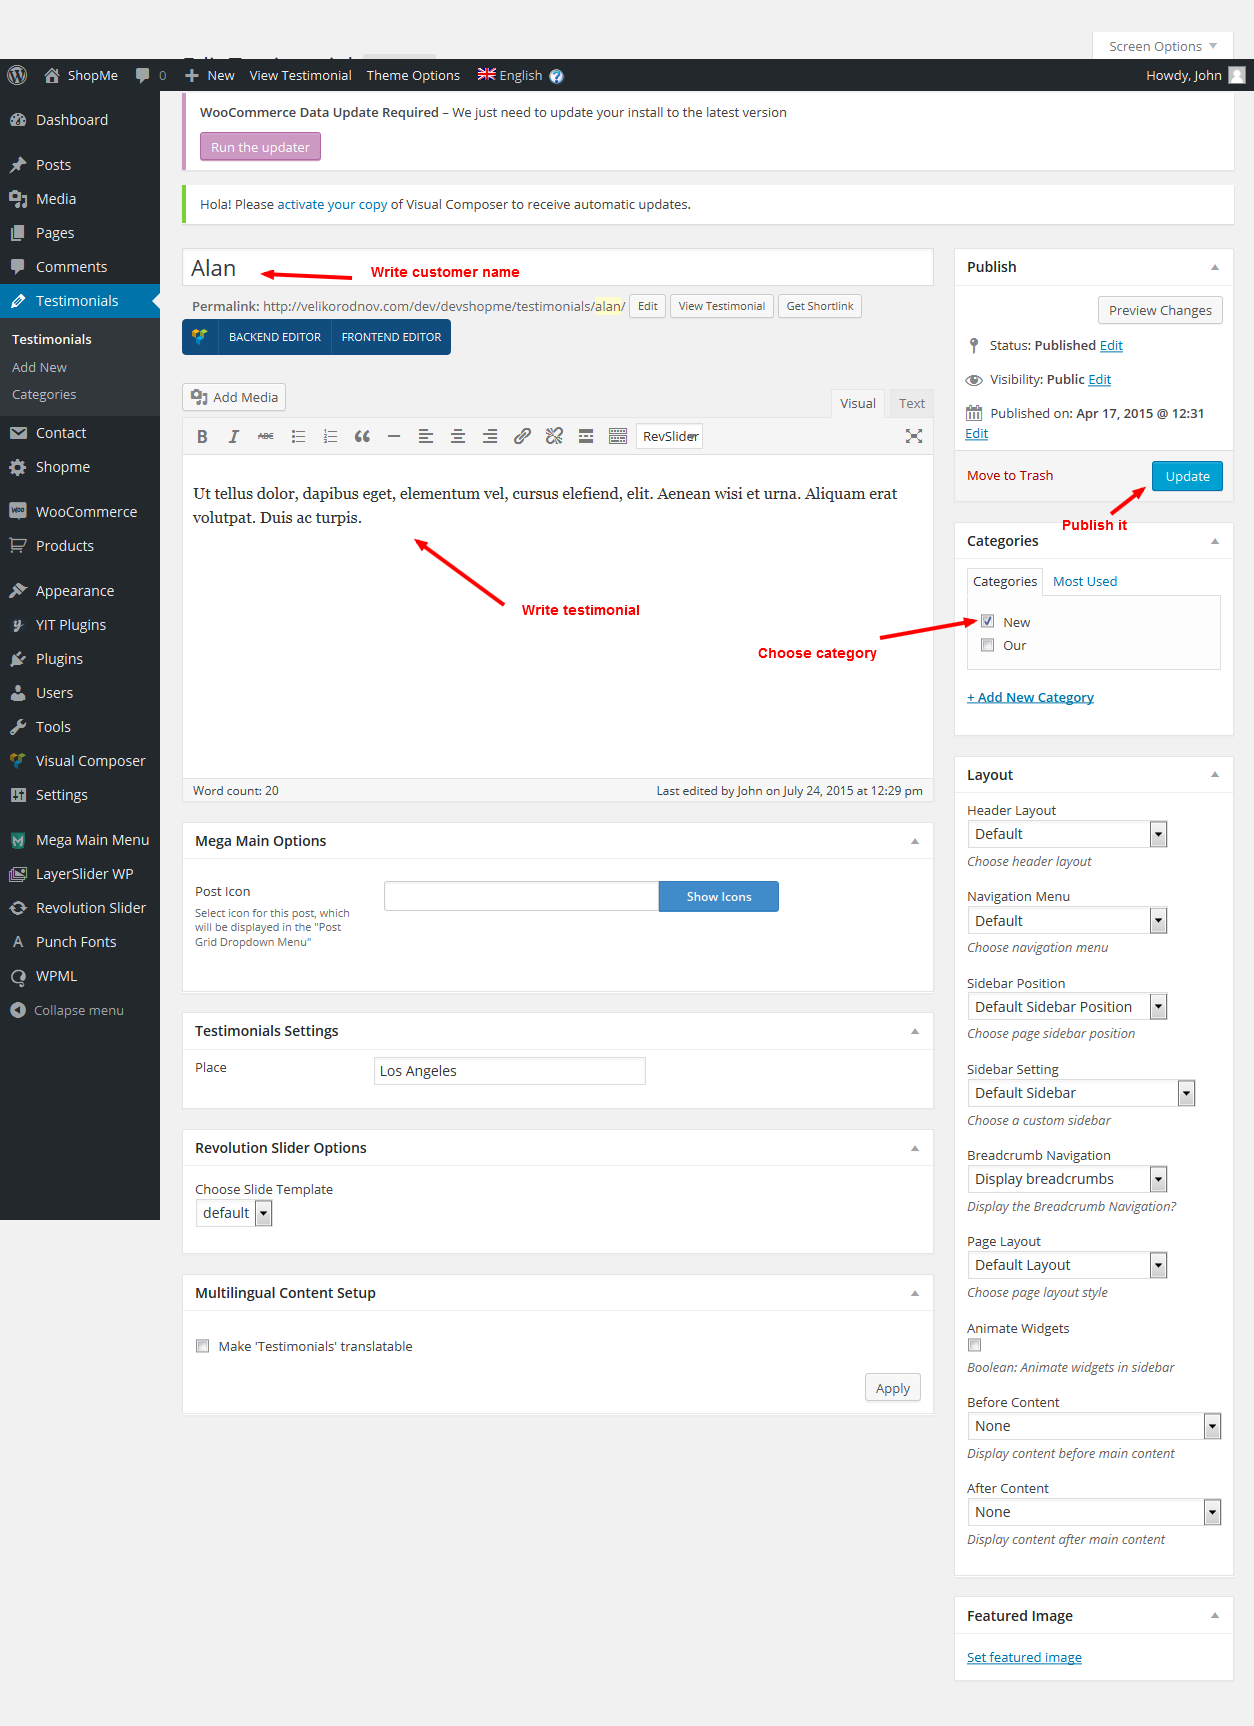 Screen Options
ShopMe 0 New View Testimonial Theme Options English ? Howdy, John
Dashboard
Posts
Media
Pages
Comments
Testimonials
Testimonials
Add New
Categories
Contact
Shopme
WooCommerce
Products
Appearance
YIT Plugins
Plugins
Users
Tools
Visual Composer
Settings
Mega Main Menu
LayerSlider WP
Revolution Slider
Punch Fonts
WPML
Collapse menu
WooCommerce Data Update Required – We just need to update your install to the latest version
Run the updater
Hola! Please activate your copy of Visual Composer to receive automatic updates.
Alan
Write customer name
Permalink: http://velikorodnov.com/dev/devshopme/testimonials/alan/ Edit View Testimonial Get Shortlink
BACKEND EDITOR FRONTEND EDITOR
Add Media
Visual Text
B I ABC RevSlider
Ut tellus dolor, dapibus eget, elementum vel, cursus elefiend, elit. Aenean wisi et urna. Aliquam erat
volutpat. Duis ac turpis.
Write testimonial
Word count: 20 Last edited by John on July 24, 2015 at 12:29 pm
Mega Main Options
Post Icon
Show Icons
Select icon for this post, which
will be displayed in the "Post
Grid Dropdown Menu"
Testimonials Settings
Place Los Angeles
Revolution Slider Options
Choose Slide Template
default
Multilingual Content Setup
Make 'Testimonials' translatable
Apply
Publish
Preview Changes
Status: Published Edit
Visibility: Public Edit
Published on: Apr 17, 2015 @ 12:31
Edit
Move to Trash Update
Publish it
Categories
Categories Most Used
New
Our
Choose category
+ Add New Category
Layout
Header Layout
Default
Choose header layout
Navigation Menu
Default
Choose navigation menu
Sidebar Position
Default Sidebar Position
Choose page sidebar position
Sidebar Setting
Default Sidebar
Choose a custom sidebar
Breadcrumb Navigation
Display breadcrumbs
Display the Breadcrumb Navigation?
Page Layout
Default Layout
Choose page layout style
Animate Widgets
Boolean: Animate widgets in sidebar
Before Content
None
Display content before main content
After Content
None
Display content after main content
Featured Image
Set featured image